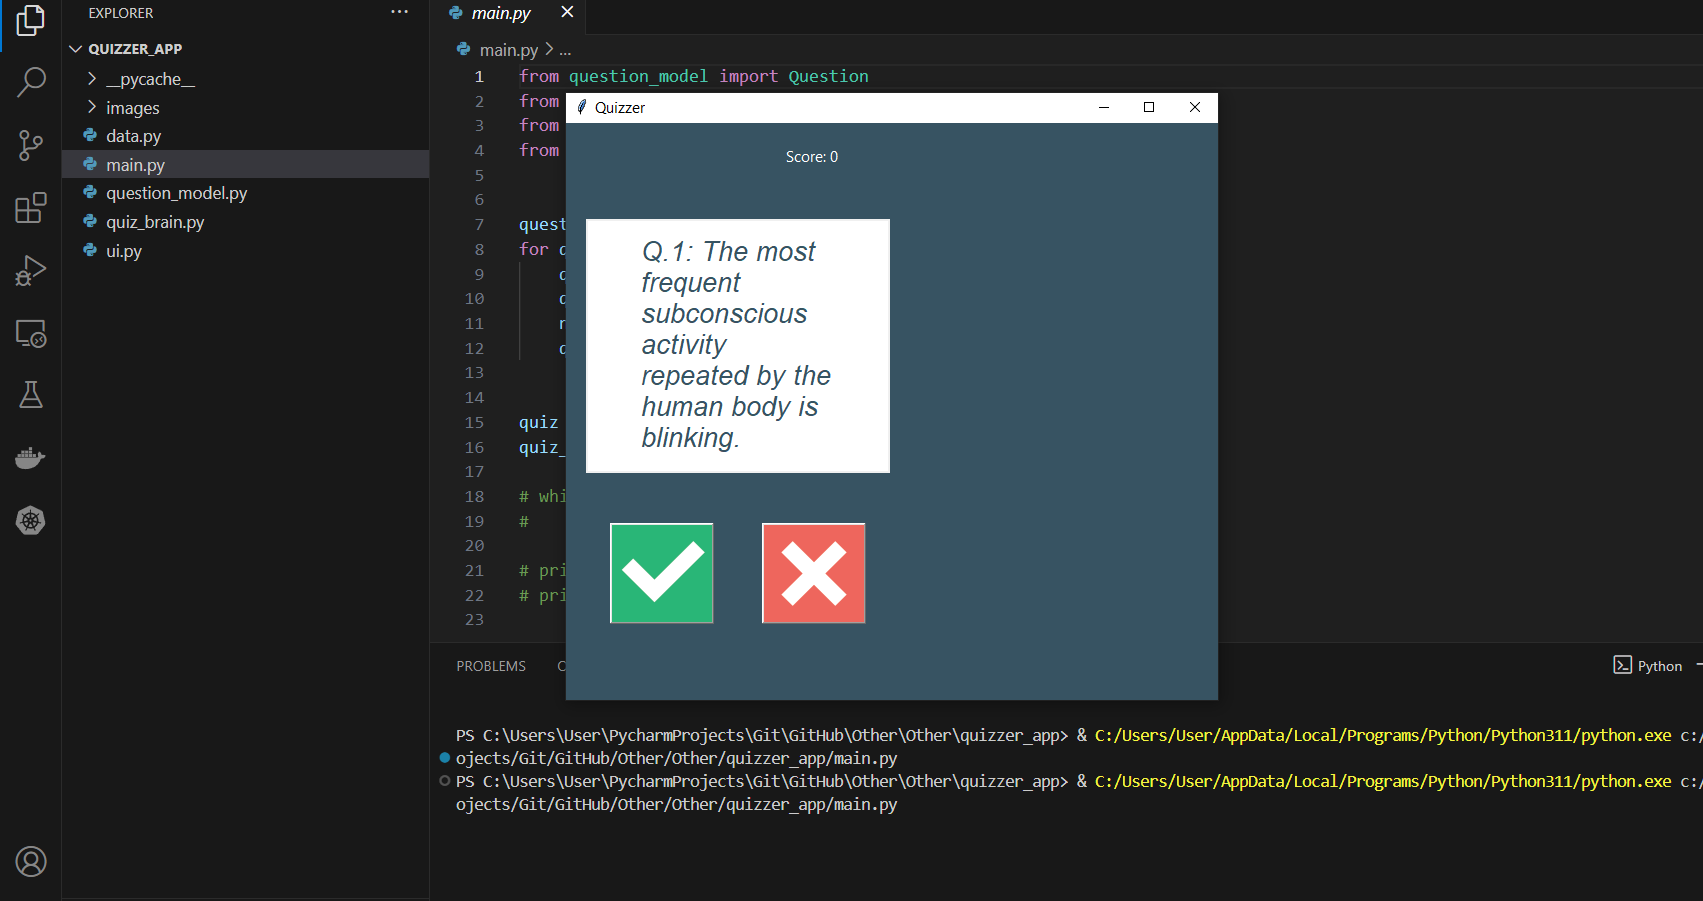 EXPLORER
QUIZZER_APP
__pycache__
images
data.py
main.py
question_model.py
quiz_brain.py
ui.py
main.py
main.py > ...
1 from question_model import Question
2 from
3 from
4 from
5
6
7
8 for
9
10
11
12
13
14
15 quiz
16 quiz_
17
18 # whi
19 #
20
21 # pri
22 # pri
23
Quizzer
Score: 0
Q.1: The most
frequent
subconscious
activity
repeated by the
human body is
blinking.
PROBLEMS
Python
PS C:\Users\User\PycharmProjects\Git\GitHub\Other\Other\quizzer_app> & C:/Users/User/AppData/Local/Programs/Python/Python311/python.exe c:/
ojects/Git/GitHub/Other/Other/quizzer_app/main.py
PS C:\Users\User\PycharmProjects\Git\GitHub\Other\Other\quizzer_app> & C:/Users/User/AppData/Local/Programs/Python/Python311/python.exe c:/
ojects/Git/GitHub/Other/Other/quizzer_app/main.py